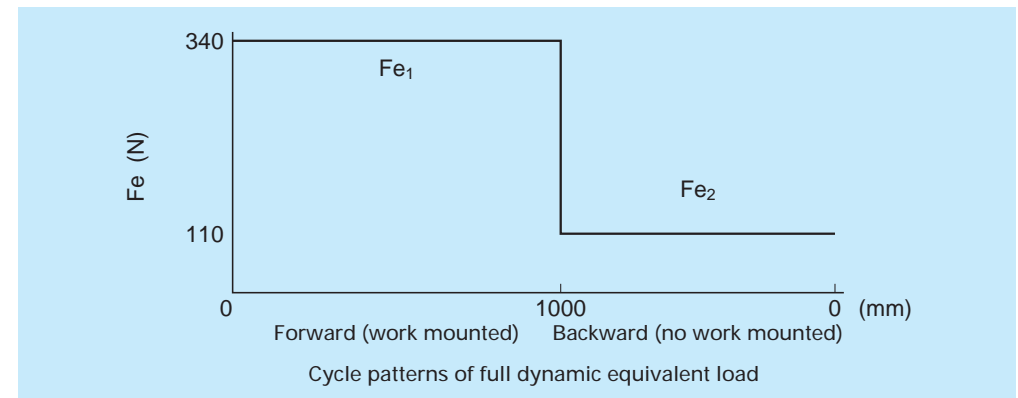 340
Fe₁
Fe (N)
Fe₂
110
0 1000 0 (mm)
Forward (work mounted) Backward (no work mounted)
Cycle patterns of full dynamic equivalent load